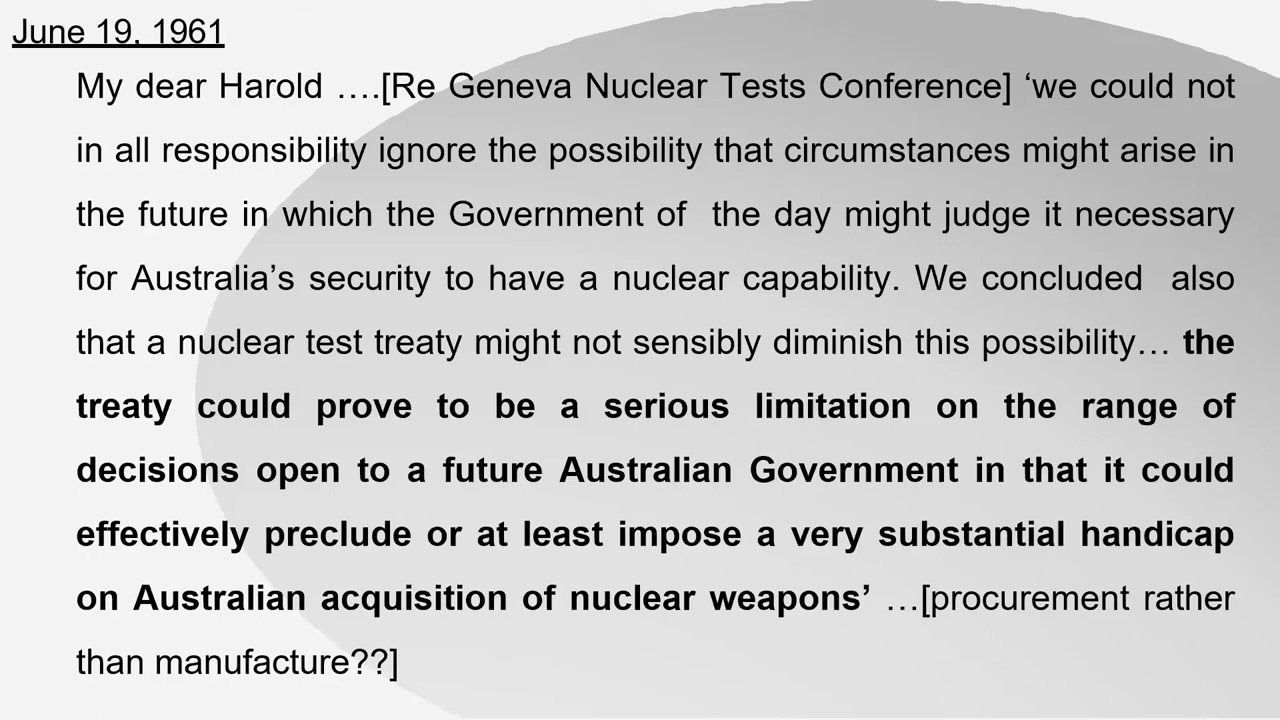 June 19, 1961
My dear Harold ….[Re Geneva Nuclear Tests Conference] ‘we could not
in all responsibility ignore the possibility that circumstances might arise in
the future in which the Government of the day might judge it necessary
for Australia’s security to have a nuclear capability. We concluded also
that a nuclear test treaty might not sensibly diminish this possibility… the
treaty could prove to be a serious limitation on the range of
decisions open to a future Australian Government in that it could
effectively preclude or at least impose a very substantial handicap
on Australian acquisition of nuclear weapons’ …[procurement rather
than manufacture??]